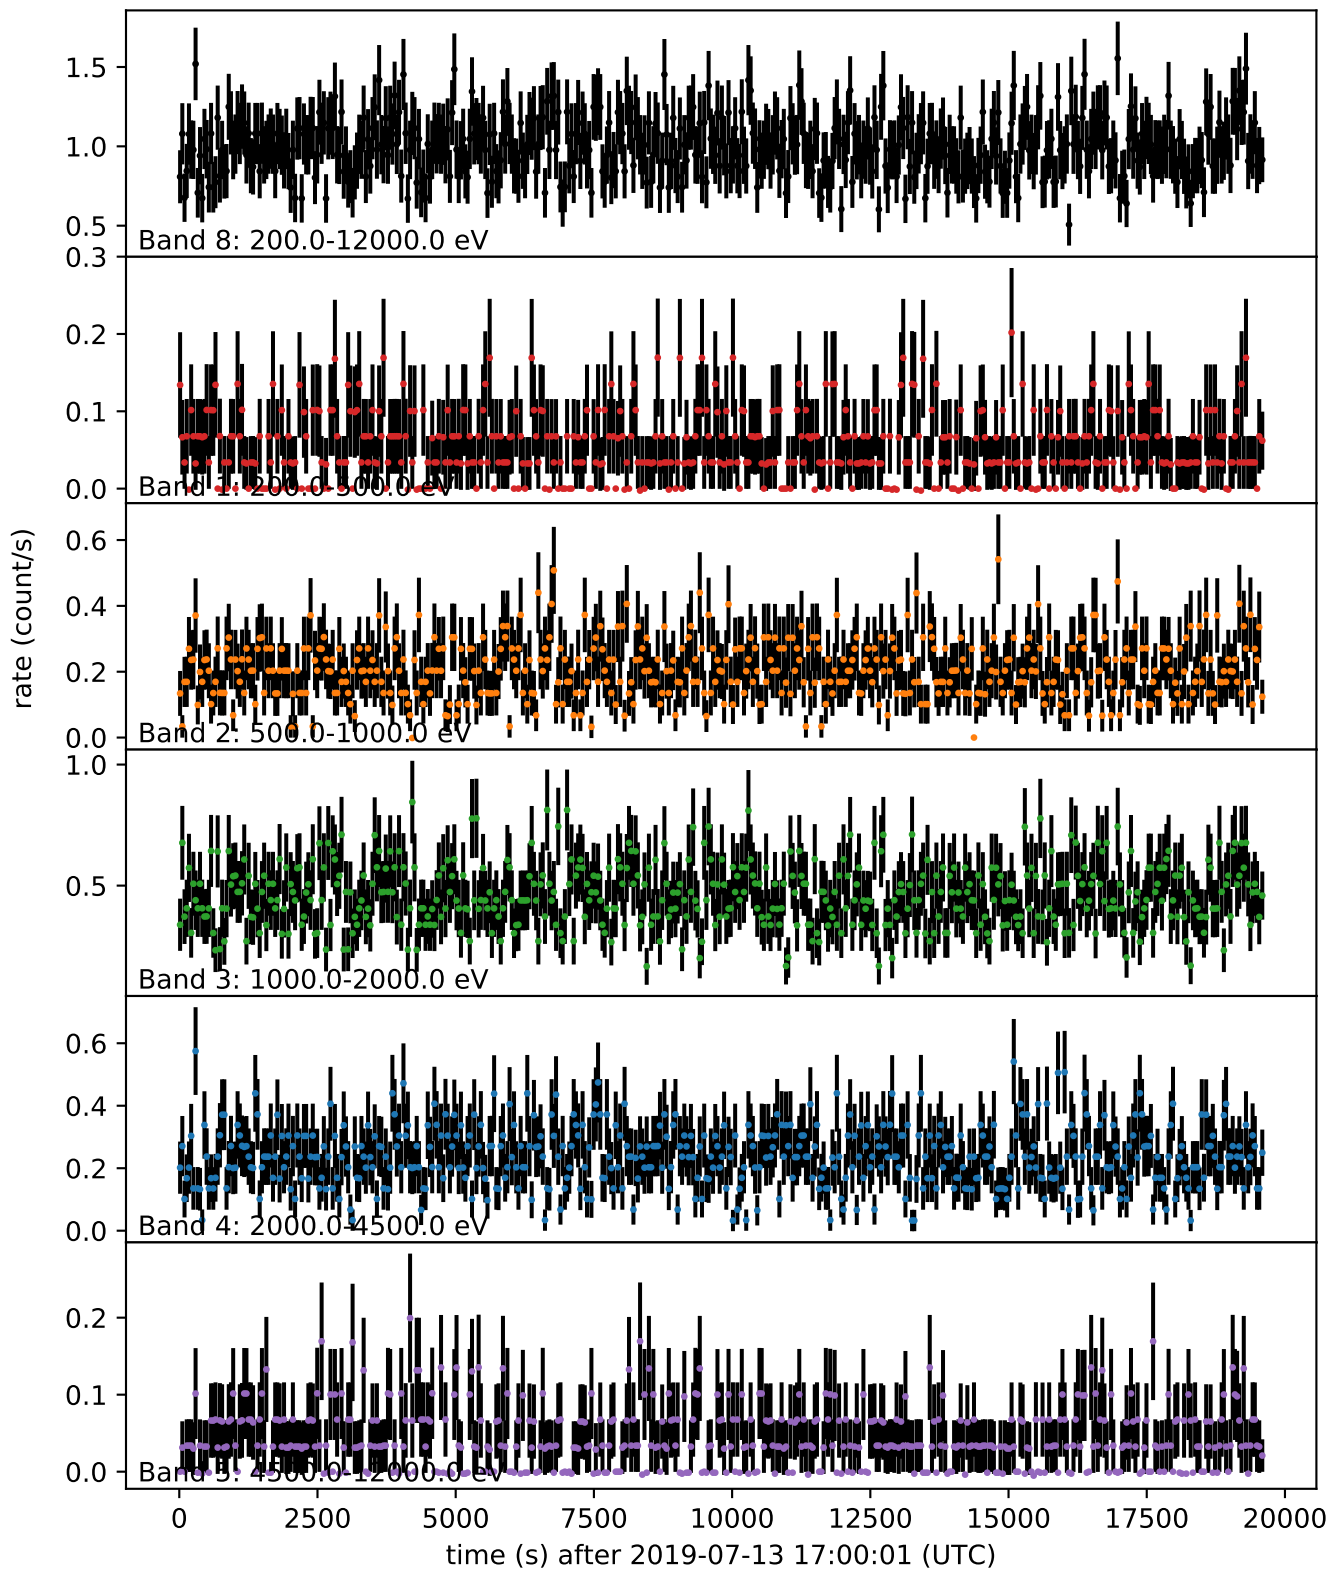 1.5
1.0
0.5
Band 8: 200.0-12000.0 eV
0.3
0.2
0.1
0.0
Band 1: 200.0-500.0 eV
0.6
0.4
0.2
0.0
Band 2: 500.0-1000.0 eV
1.0
0.5
Band 3: 1000.0-2000.0 eV
0.6
0.4
0.2
0.0
Band 4: 2000.0-4500.0 eV
0.2
0.1
0.0
Band 5: 4500.0-12000.0 eV
rate (count/s)
0 2500 5000 7500 10000 12500 15000 17500 20000
time (s) after 2019-07-13 17:00:01 (UTC)